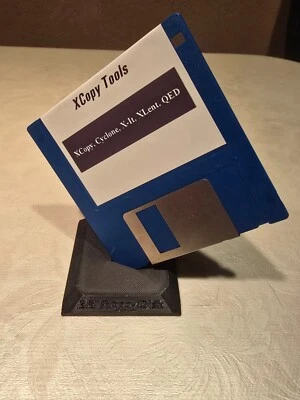 XCopy Tools
XCopy, Cyclone, X-It, XLent, QED